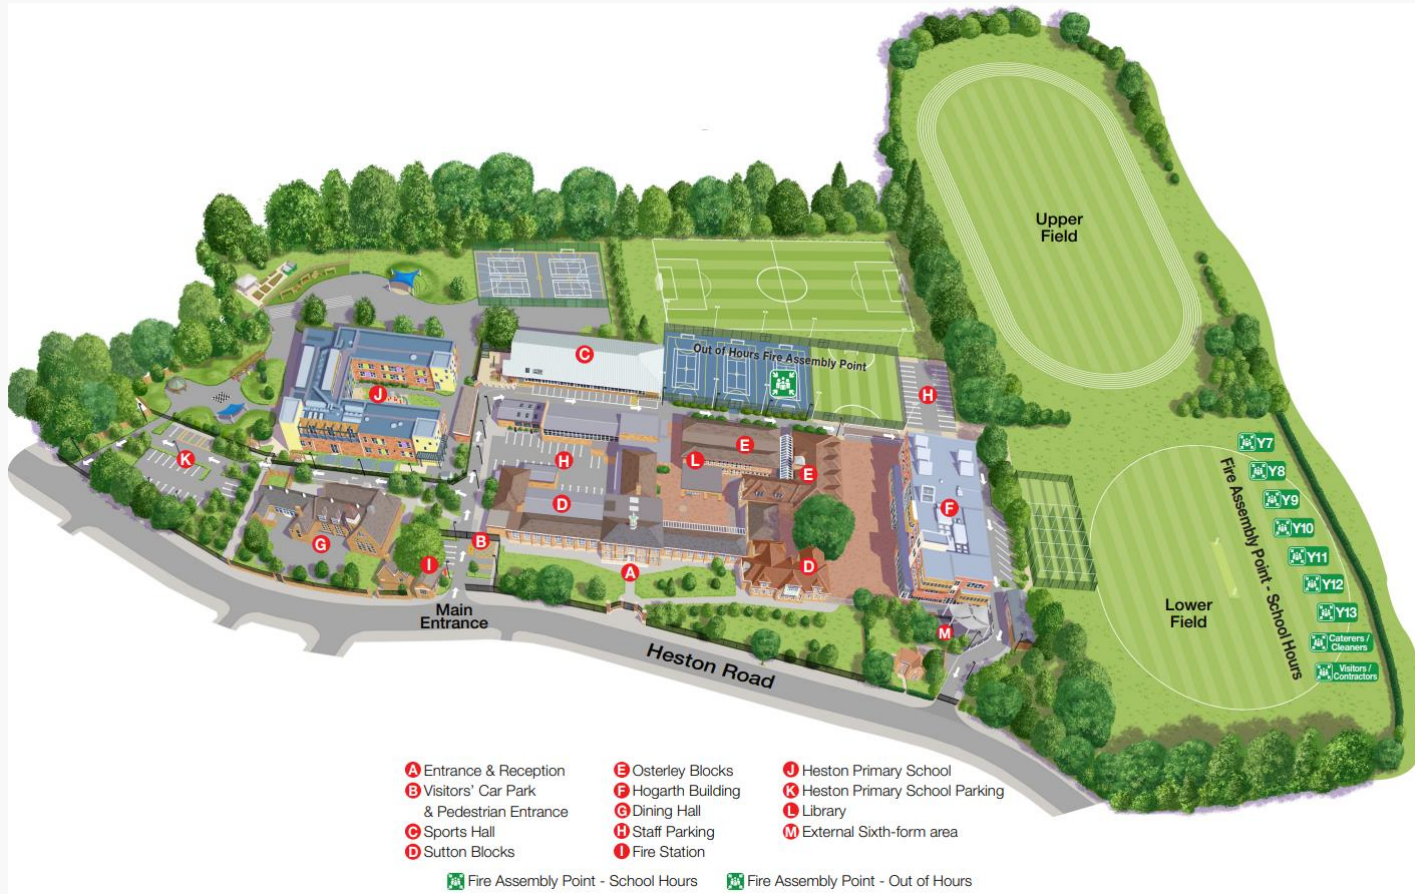 Upper
Field
Out of Hours Fire Assembly Point
C
H
J
E
K
L
H
E
D
F
G
B
I
A
D
M
Main
Entrance
Heston Road
Lower
Field
Fire Assembly Point - School Hours
Y7
Y8
Y9
Y10
Y11
Y12
Y13
Caterers /
Cleaners
Visitors /
Contractors
A Entrance & Reception
B Visitors' Car Park
& Pedestrian Entrance
C Sports Hall
D Sutton Blocks
E Osterley Blocks
F Hogarth Building
G Dining Hall
H Staff Parking
I Fire Station
J Heston Primary School
K Heston Primary School Parking
L Library
M External Sixth-form area
Fire Assembly Point - School Hours
Fire Assembly Point - Out of Hours